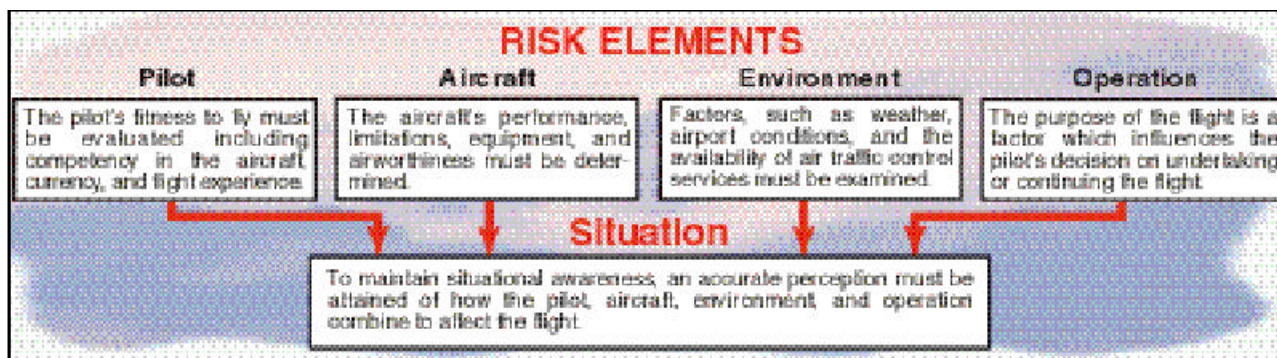 RISK ELEMENTS
Pilot
The pilot's fitness to fly must
be evaluated including
competency in the aircraft,
currency, and flight experience.
Aircraft
The aircraft's performance,
limitations, equipment, and
airworthiness must be deter-
mined.
Environment
Factors, such as weather,
airport conditions, and the
availability of air traffic control
services must be examined.
Operation
The purpose of the flight is a
factor which influences the
pilot's decision on undertaking
or continuing the flight.
Situation
To maintain situational awareness, an accurate perception must be
attained of how the pilot, aircraft, environment, and operation
combine to affect the flight.